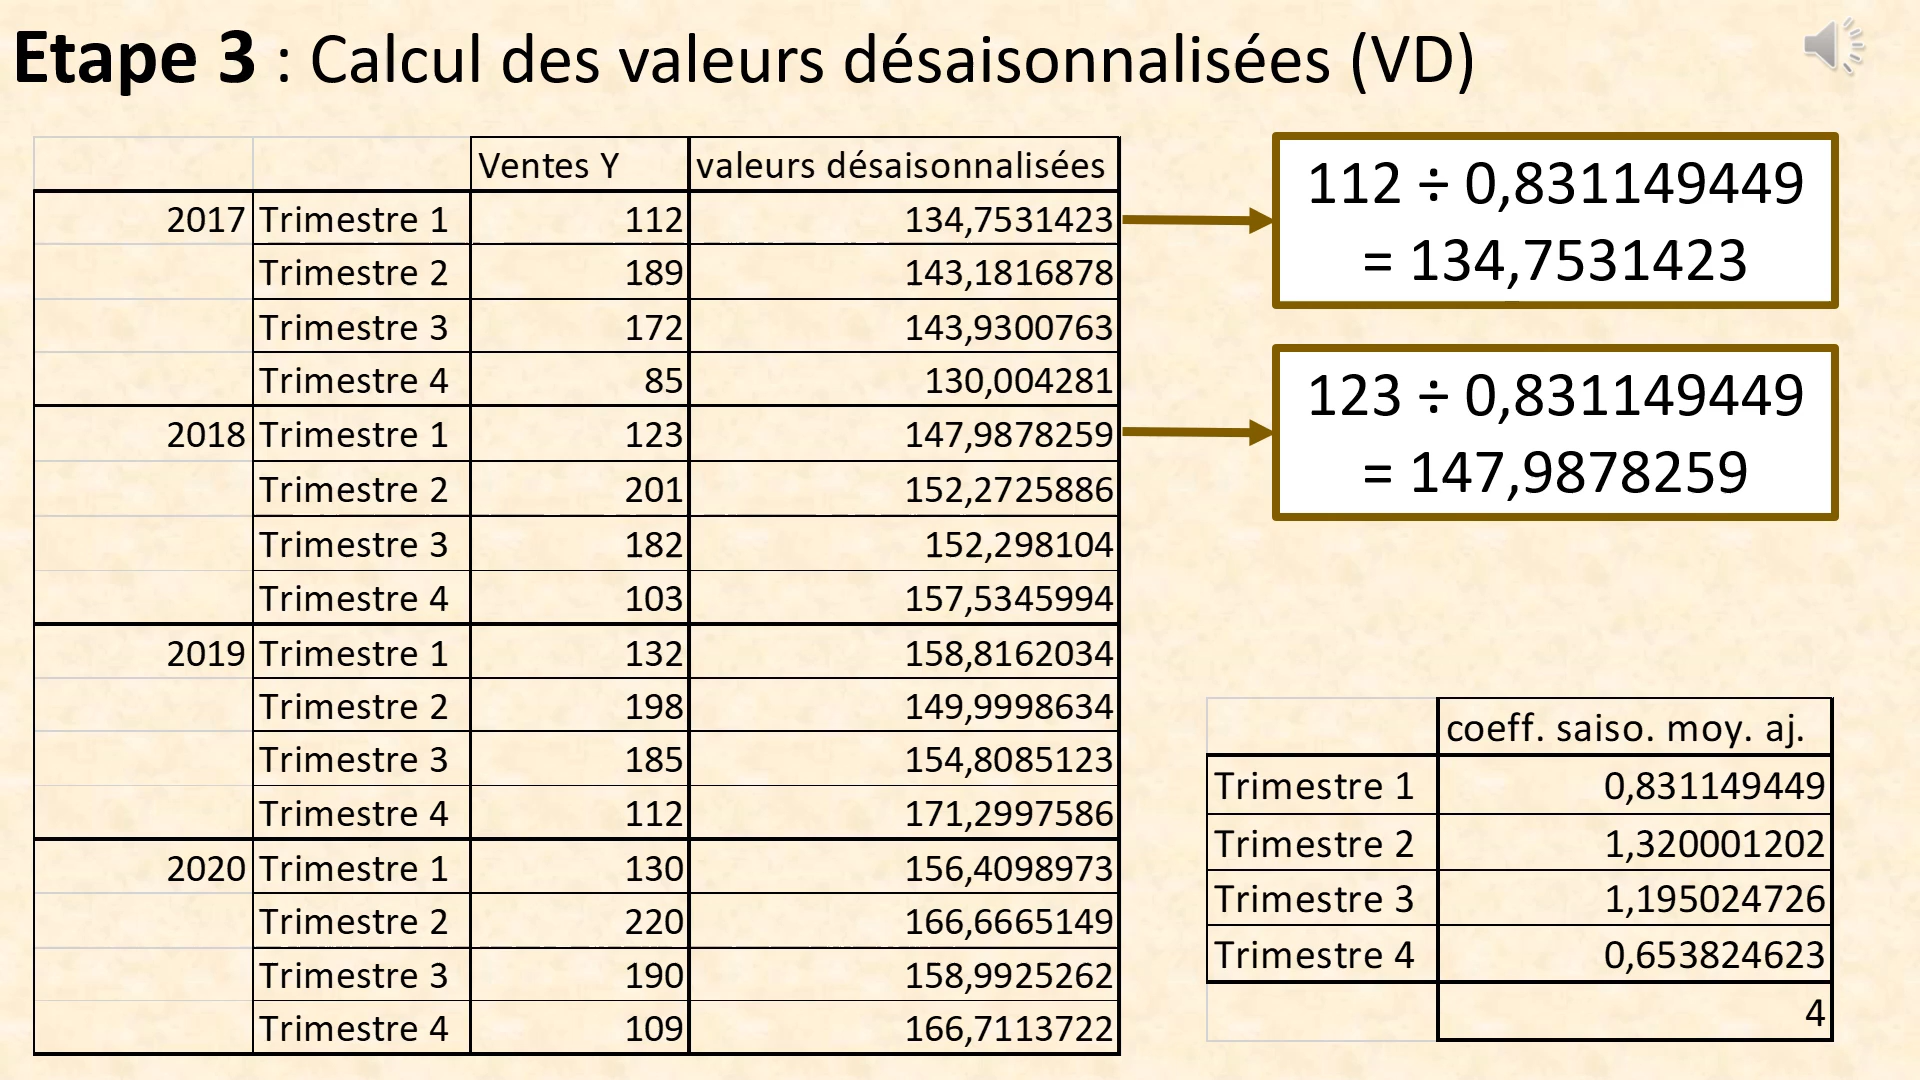 Etape 3 : Calcul des valeurs désaisonnalisées (VD)
Ventes Y valeurs désaisonnalisées
2017 Trimestre 1 112 134,7531423
Trimestre 2 189 143,1816878
Trimestre 3 172 143,9300763
Trimestre 4 85 130,004281
2018 Trimestre 1 123 147,9878259
Trimestre 2 201 152,2725886
Trimestre 3 182 152,298104
Trimestre 4 103 157,5345994
2019 Trimestre 1 132 158,8162034
Trimestre 2 198 149,9998634
Trimestre 3 185 154,8085123
Trimestre 4 112 171,2997586
2020 Trimestre 1 130 156,4098973
Trimestre 2 220 166,6665149
Trimestre 3 190 158,9925262
Trimestre 4 109 166,7113722
112 ÷ 0,831149449
= 134,7531423
123 ÷ 0,831149449
= 147,9878259
coeff. saiso. moy. aj.
Trimestre 1 0,831149449
Trimestre 2 1,320001202
Trimestre 3 1,195024726
Trimestre 4 0,653824623
4